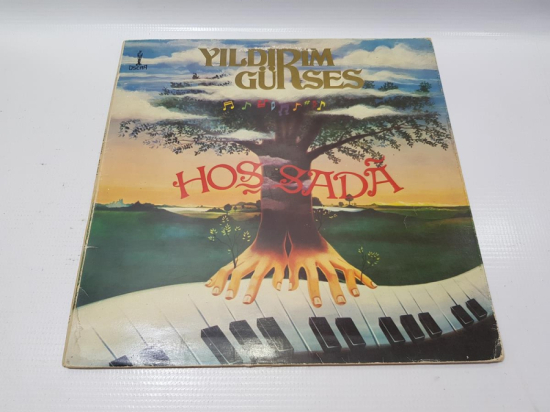 YILDIRIM
GÜRSES
HOŞ SADÂ